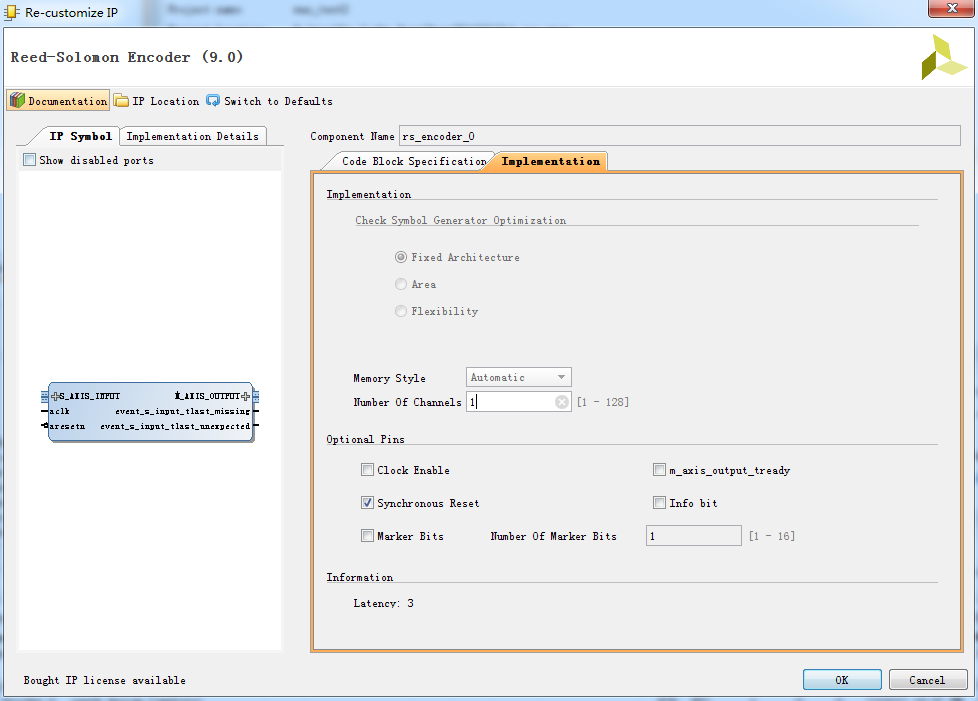 Re-customize IP
Reed-Solomon Encoder (9.0)
Documentation IP Location Switch to Defaults
IP Symbol Implementation Details
Show disabled ports
S_AXIS_INPUT M_AXIS_OUTPUT
aclk event_s_input_tlast_missing
aresetn event_s_input_tlast_unexpected
Component Name rs_encoder_0
Code Block Specification Implementation
Implementation
Check Symbol Generator Optimization
Fixed Architecture
Area
Flexibility
Memory Style Automatic
Number Of Channels 1 [1 - 128]
Optional Pins
Clock Enable m_axis_output_tready
Synchronous Reset Info bit
Marker Bits Number Of Marker Bits 1 [1 - 16]
Information
Latency: 3
Bought IP license available
OK Cancel